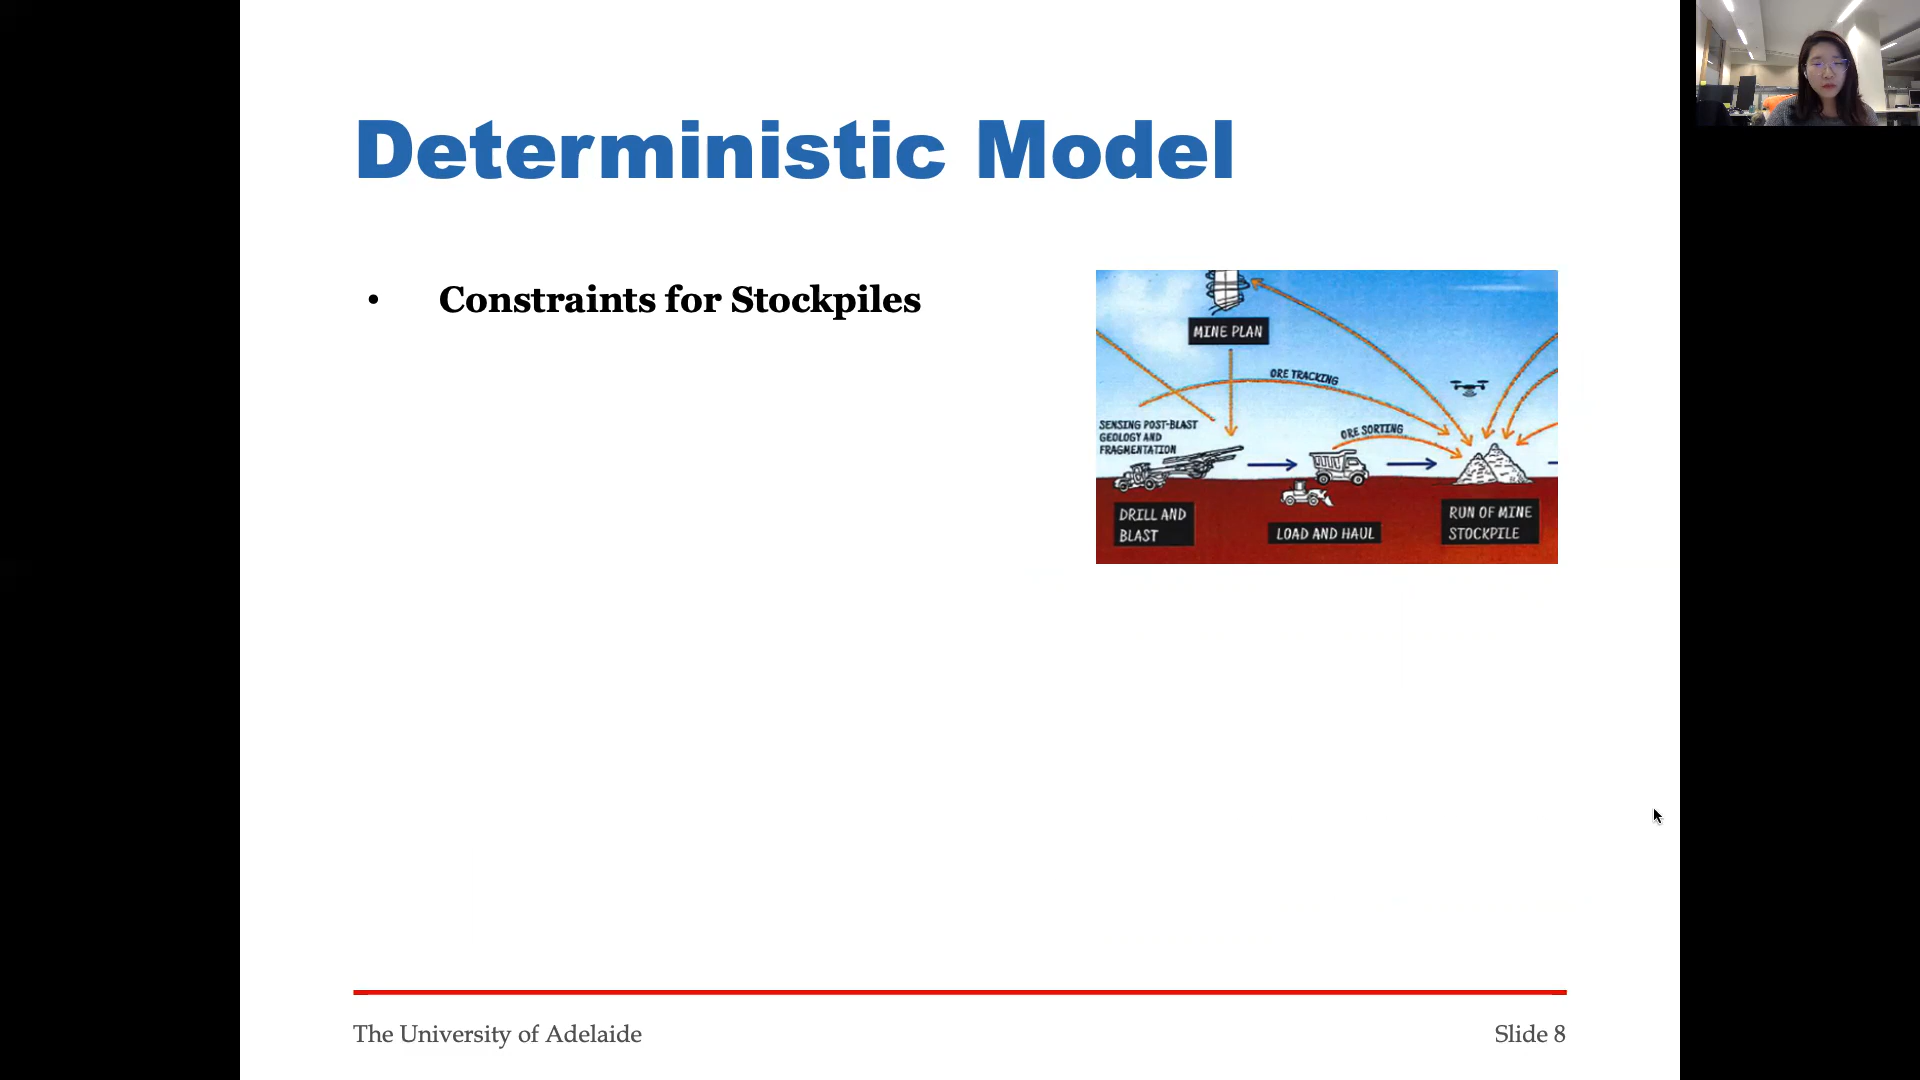 Deterministic Model
• Constraints for Stockpiles
MINE PLAN
ORE TRACKING
SENSING POST-BLAST
GEOLOGY AND
FRAGMENTATION
ORE SORTING
DRILL AND
BLAST
LOAD AND HAUL
RUN OF MINE
STOCKPILE
The University of Adelaide
Slide 8